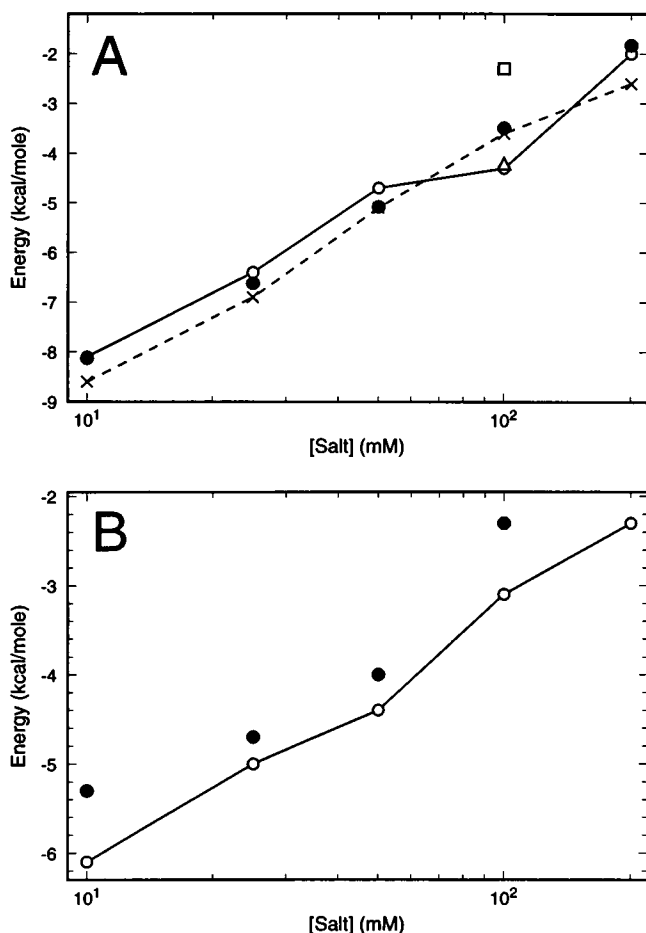 A
-2
-3
-4
-5
-6
-7
-8
-9
Energy (kcal/mole)
10¹
10²
[Salt] (mM)
B
-2
-3
-4
-5
-6
Energy (kcal/mole)
10¹
10²
[Salt] (mM)